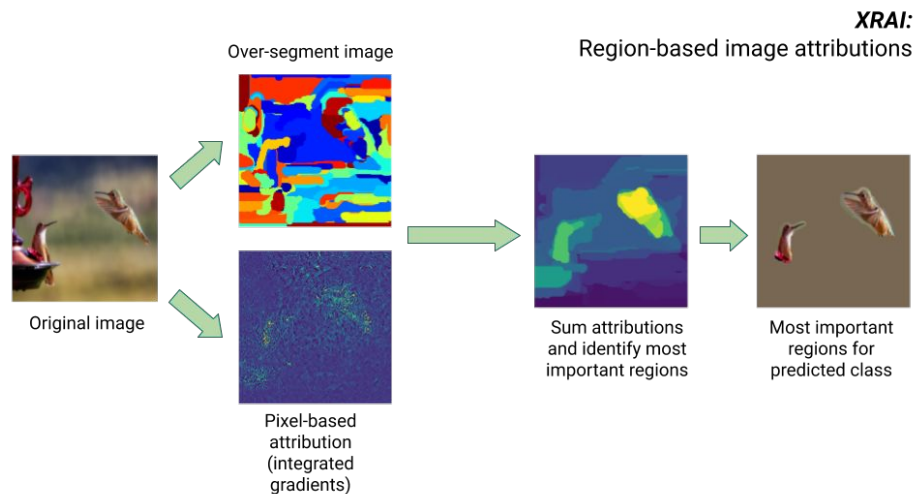 XRAI:
Region-based image attributions
Over-segment image
Original image
Pixel-based
attribution
(integrated
gradients)
Sum attributions
and identify most
important regions
Most important
regions for
predicted class